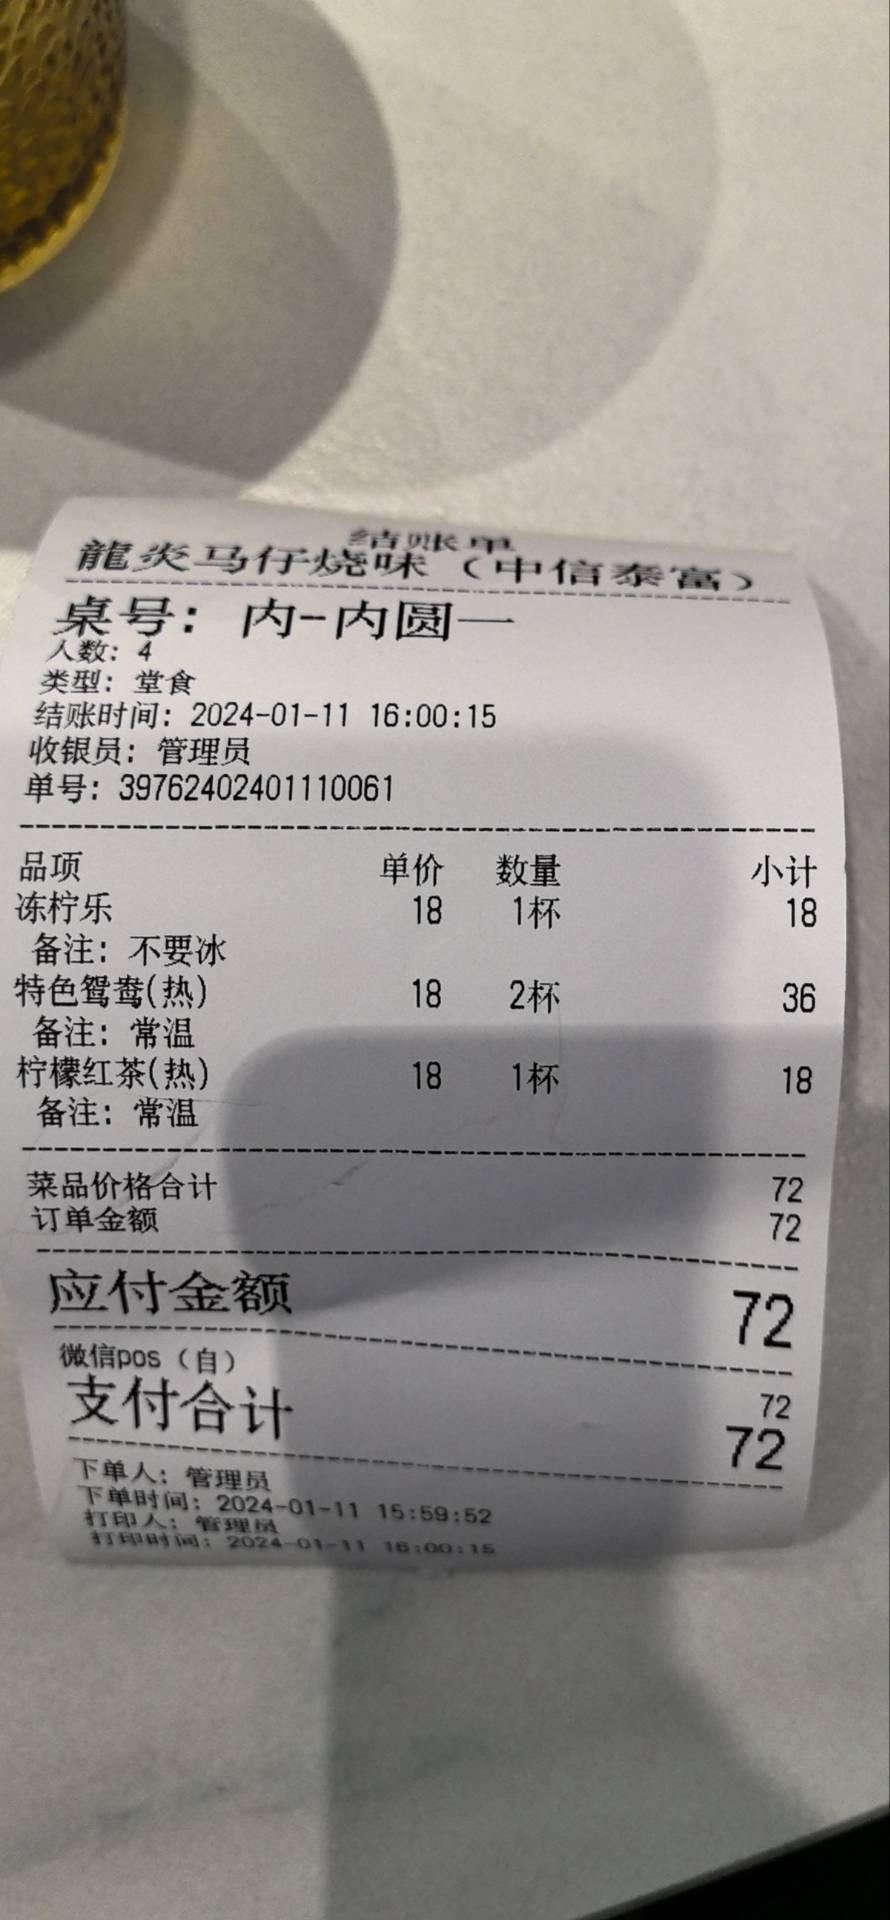 结账单
龍炎马仔烧味（中信泰富）
桌号：内-内圆一
人数：4
类型：堂食
结账时间：2024-01-11 16:00:15
收银员：管理员
单号：39762402401110061
品项 单价 数量 小计
冻柠乐 18 1杯 18
备注：不要冰
特色鸳鸯(热) 18 2杯 36
备注：常温
柠檬红茶(热) 18 1杯 18
备注：常温
菜品价格合计 72
订单金额 72
应付金额 72
微信pos（自） 72
支付合计 72
下单人：管理员
下单时间：2024-01-11 15:59:52
打印人：管理员
打印时间：2024-01-11 16:00:15